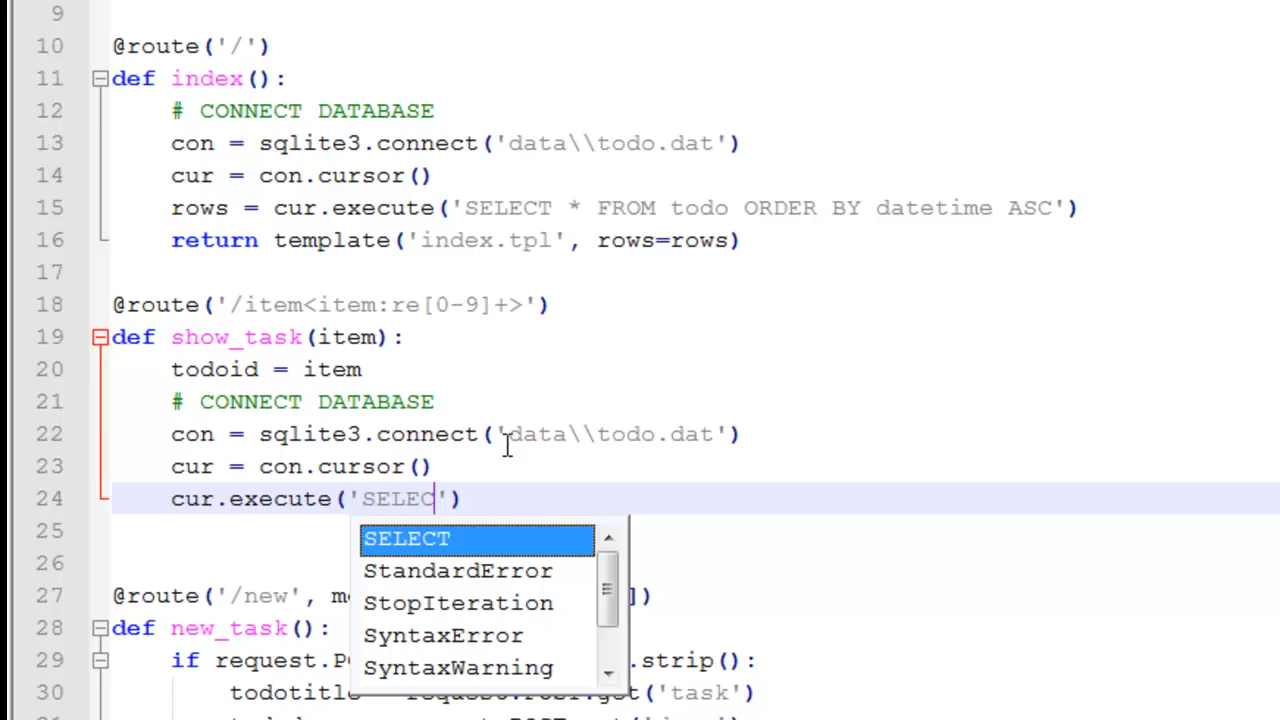 9
10 @route('/')
11 def index():
12 # CONNECT DATABASE
13 con = sqlite3.connect('data\\todo.dat')
14 cur = con.cursor()
15 rows = cur.execute('SELECT * FROM todo ORDER BY datetime ASC')
16 return template('index.tpl', rows=rows)
17
18 @route('/item<item:re[0-9]+>')
19 def show_task(item):
20 todoid = item
21 # CONNECT DATABASE
22 con = sqlite3.connect('data\\todo.dat')
23 cur = con.cursor()
24 cur.execute('SELEC')
SELECT
25
StandardError
26
StopIteration
27 @route('/new', ])
SyntaxError
28 def new_task():
SyntaxWarning
29 if .strip():
30 ('task')